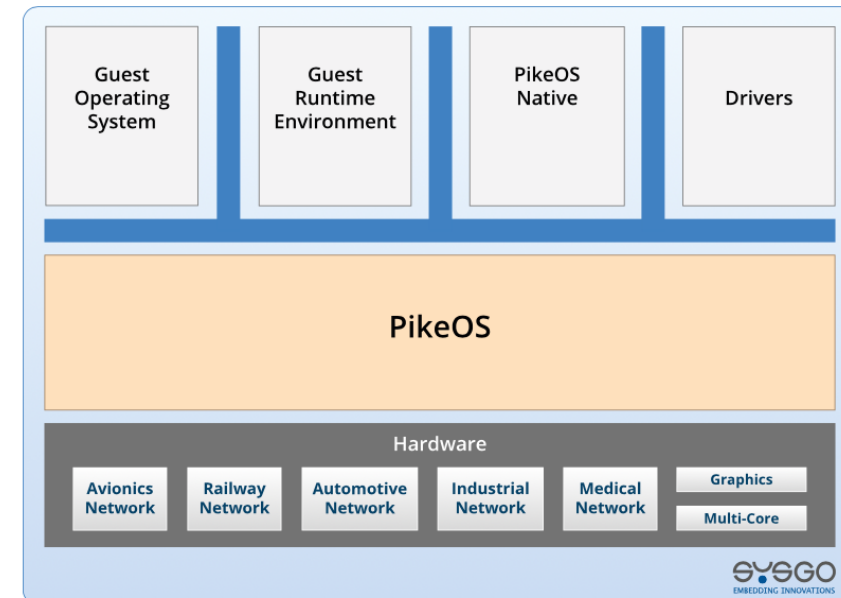 Guest
Operating
System
Guest
Runtime
Environment
PikeOS
Native
Drivers
PikeOS
Hardware
Avionics
Network
Railway
Network
Automotive
Network
Industrial
Network
Medical
Network
Graphics
Multi-Core
SYSGO
EMBEDDING INNOVATIONS